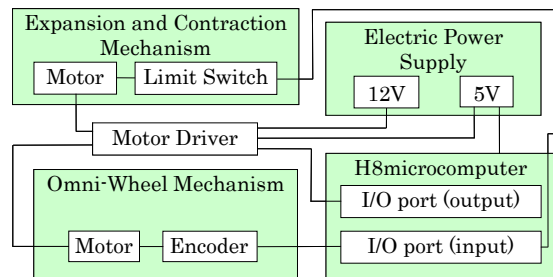 Expansion and Contraction
Mechanism
Motor
Limit Switch
Electric Power
Supply
12V
5V
Motor Driver
Omni-Wheel Mechanism
Motor
Encoder
H8microcomputer
I/O port (output)
I/O port (input)